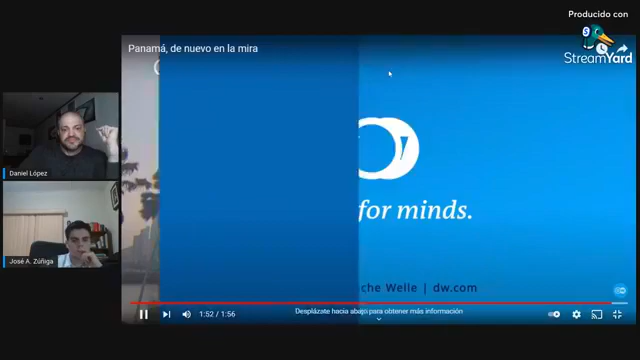 Producido con
StreamYard
Panamá, de nuevo en la mira
for minds.
che Welle | dw.com
Daniel López
José A. Zúñiga
1:52 / 1:56
Desplázate hacia abajo para obtener más información